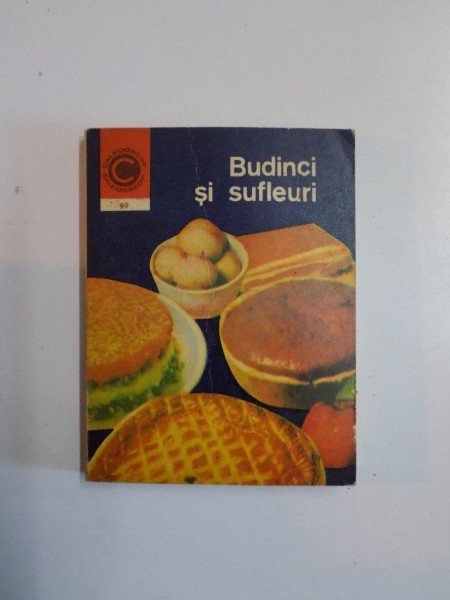 C
99
Budinci
și sufleuri